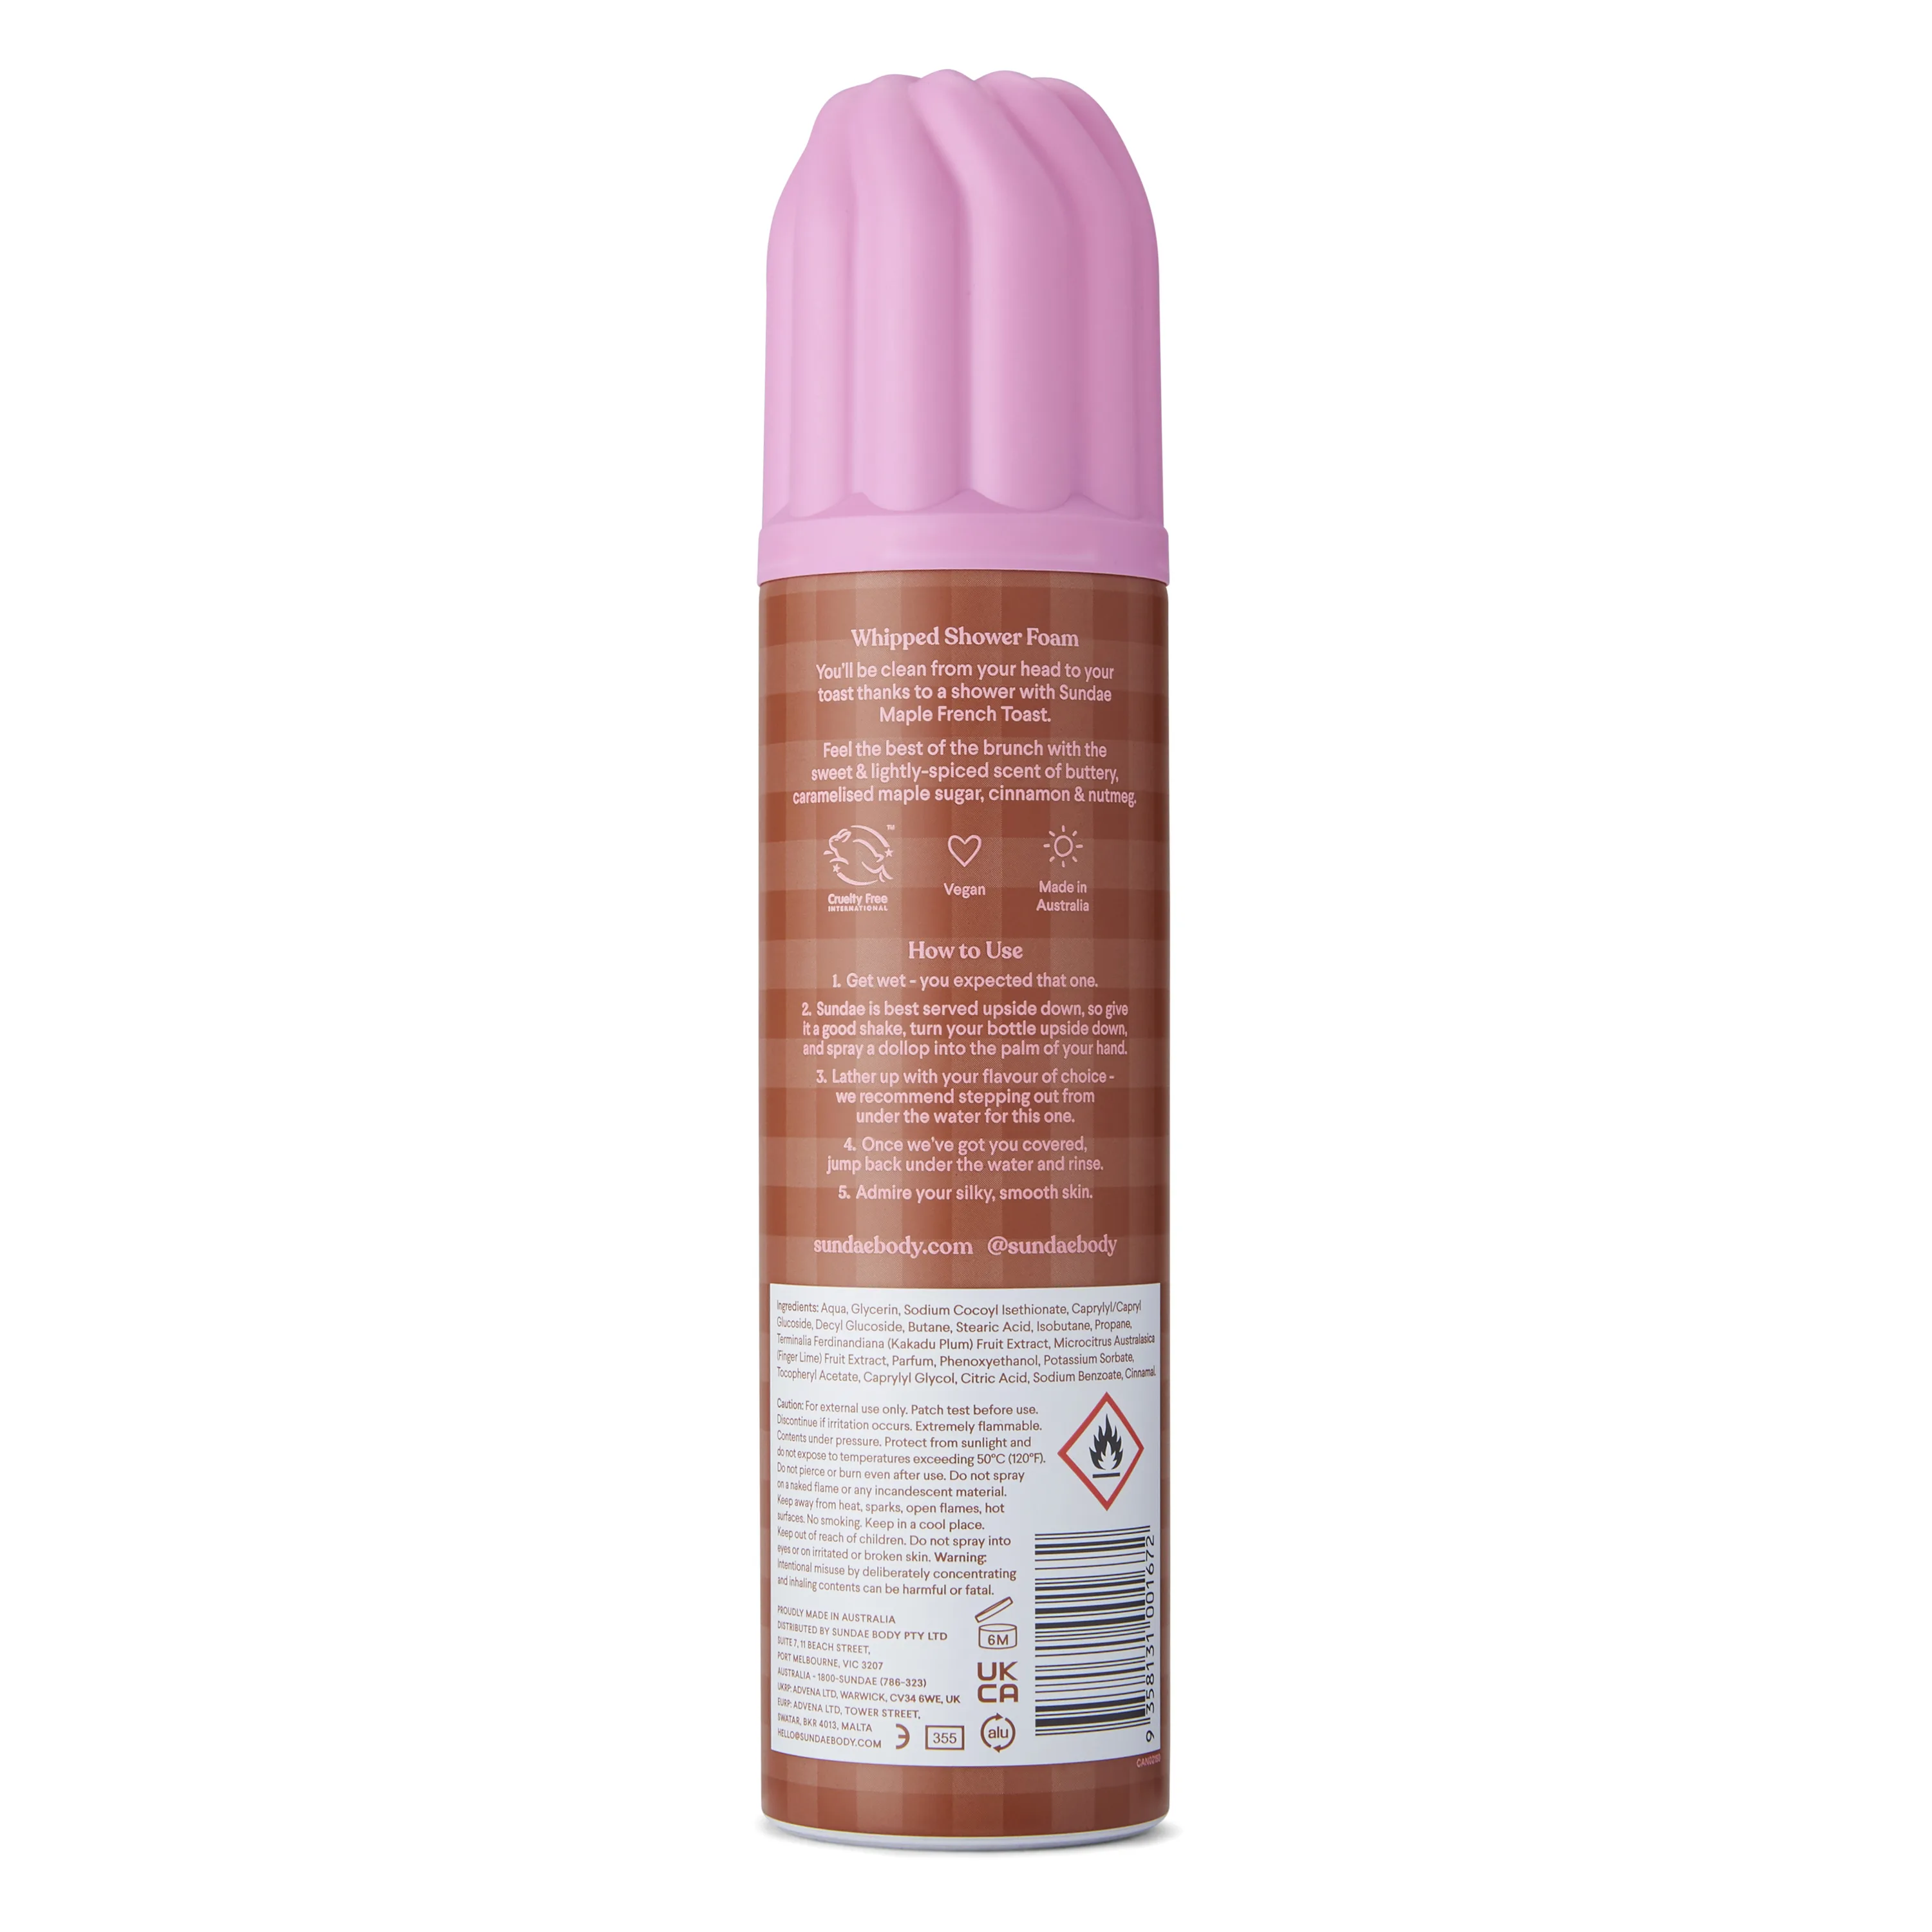 Whipped Shower Foam
You'll be clean from your head to your
toast thanks to a shower with Sundae
Maple French Toast.
Feel the best of the brunch with the
sweet & lightly-spiced scent of buttery,
caramelised maple sugar, cinnamon & nutmeg.
TM
Cruelty Free
INTERNATIONAL
Vegan
Made in
Australia
How to Use
1. Get wet - you expected that one.
2. Sundae is best served upside down, so give
it a good shake, turn your bottle upside down,
and spray a dollop into the palm of your hand.
3. Lather up with your flavour of choice -
we recommend stepping out from
under the water for this one.
4. Once we've got you covered,
jump back under the water and rinse.
5. Admire your silky, smooth skin.
sundaebody.com @sundaebody
Ingredients: Aqua, Glycerin, Sodium Cocoyl Isethionate, Caprylyl/Capryl
Glucoside, Decyl Glucoside, Butane, Stearic Acid, Isobutane, Propane,
Terminalia Ferdinandiana (Kakadu Plum) Fruit Extract, Microcitrus Australasica
(Finger Lime) Fruit Extract, Parfum, Phenoxyethanol, Potassium Sorbate,
Tocopheryl Acetate, Caprylyl Glycol, Citric Acid, Sodium Benzoate, Cinnamal.
Caution: For external use only. Patch test before use.
Discontinue if irritation occurs. Extremely flammable.
Contents under pressure. Protect from sunlight and
do not expose to temperatures exceeding 50°C (120°F).
Do not pierce or burn even after use. Do not spray
on a naked flame or any incandescent material.
Keep away from heat, sparks, open flames, hot
surfaces. No smoking. Keep in a cool place.
Keep out of reach of children. Do not spray into
eyes or on irritated or broken skin. Warning:
Intentional misuse by deliberately concentrating
and inhaling contents can be harmful or fatal.
PROUDLY MADE IN AUSTRALIA
DISTRIBUTED BY SUNDAE BODY PTY LTD
SUITE 7, 11 BEACH STREET,
PORT MELBOURNE, VIC 3207
AUSTRALIA - 1800-SUNDAE (786-323)
UKRP: ADVENA LTD, WARWICK, CV34 6WE, UK
EURP: ADVENA LTD, TOWER STREET,
SWATAR, BKR 4013, MALTA
HELLO@SUNDAEBODY.COM
6M
UK
CA
355
alu
9 358131 001672